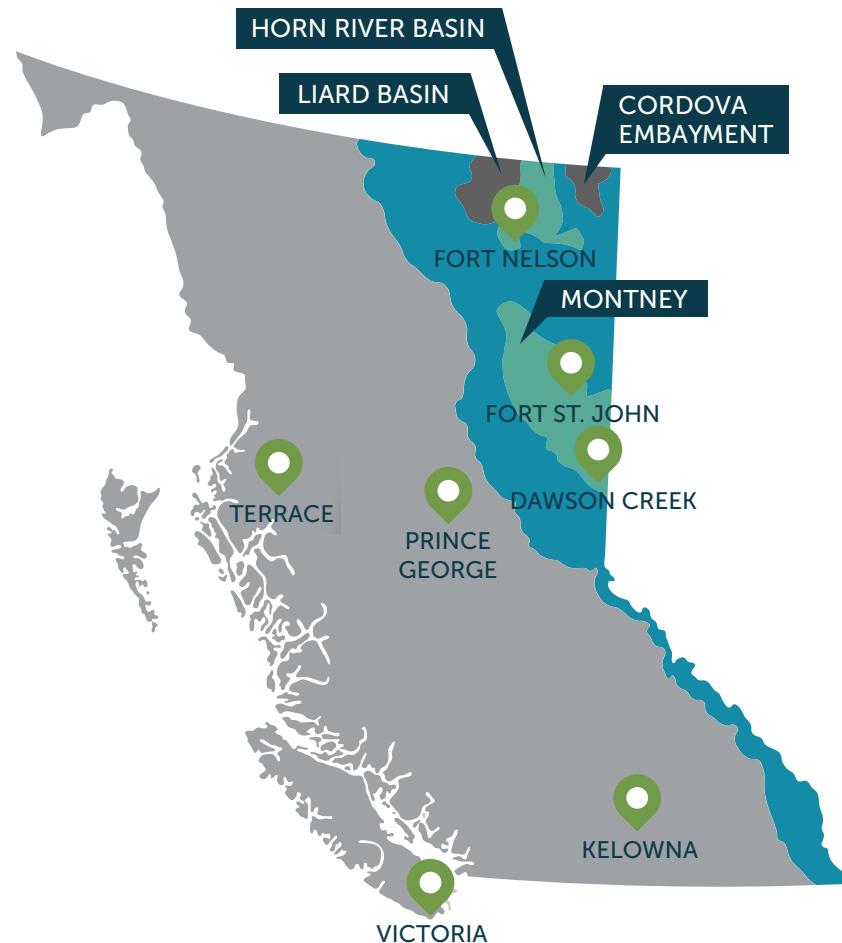 HORN RIVER BASIN
LIARD BASIN
CORDOVA
EMBAYMENT
FORT NELSON
MONTNEY
FORT ST. JOHN
DAWSON CREEK
TERRACE
PRINCE
GEORGE
KELOWNA
VICTORIA